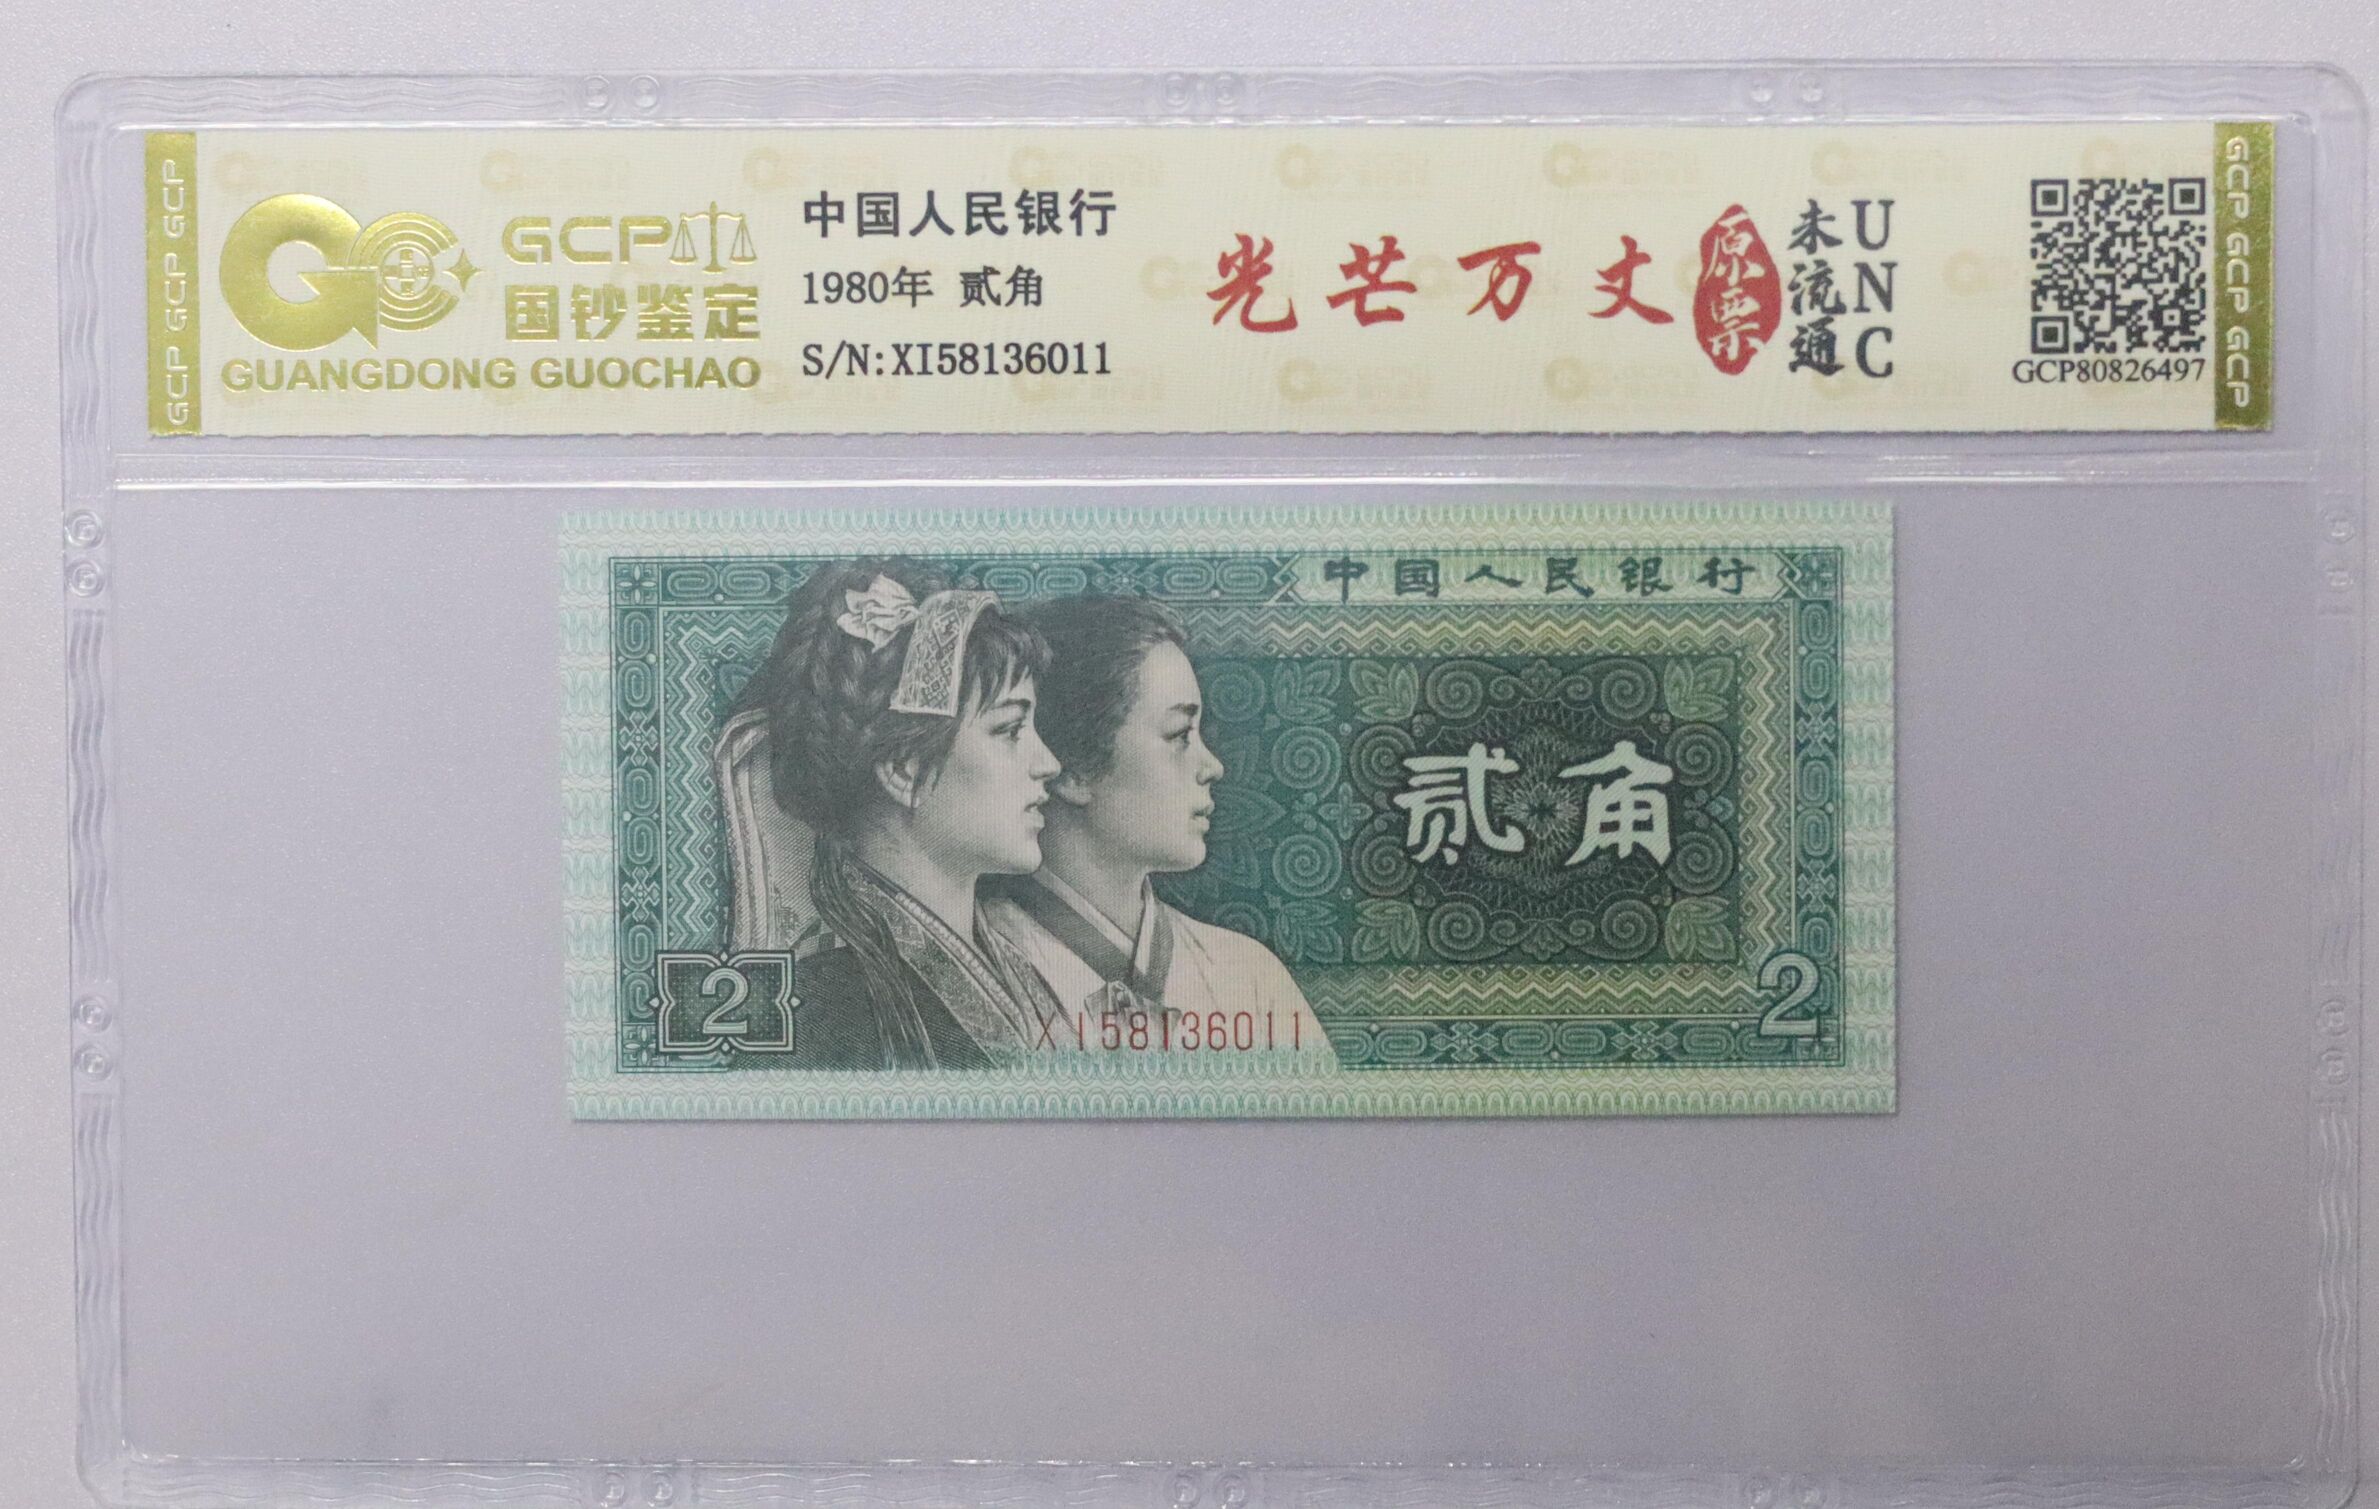 GCP GCP GCP
GCP
国钞鉴定
GUANGDONG GUOCHAO
中国人民银行
1980年 贰角
S/N:XI58136011
光芒万丈
原票
未流通
UNC
GCP80826497
GCP GCP GCP
中国人民银行
贰角
2
XI58136011
2